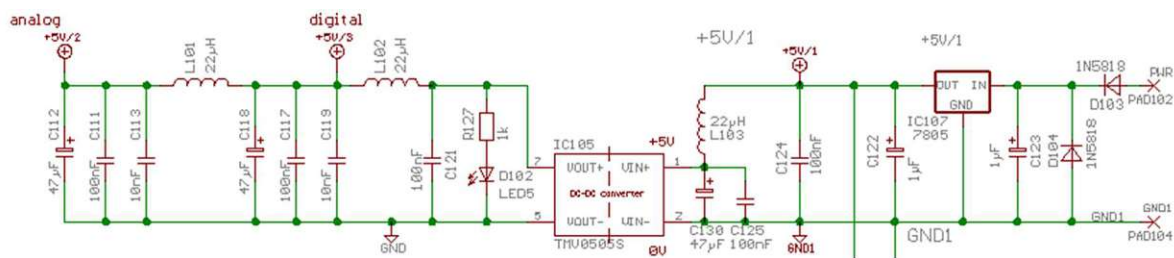 analog
+5V/2
L101
22µH
digital
+5V/3
L102
22µH
+5V/1
+5V/1
+5V/1
1N5818
PWR
D103
PAD102
C112
47µF
C111
100nF
C113
10nF
C118
47µF
C117
100nF
C119
10nF
C121
100nF
R127
1k
D102
LED5
IC105
+5V
7
VOUT+
VIN+
1
DC-DC converter
5
VOUT-
VIN-
2
TMV0505S
0V
GND
22µH
L103
C130
47µF
C125
100nF
C124
100nF
GND1
C122
1µF
OUT
IN
GND
IC107
7805
C123
1µF
D104
1N5818
GND1
GND1
GND1
PAD104